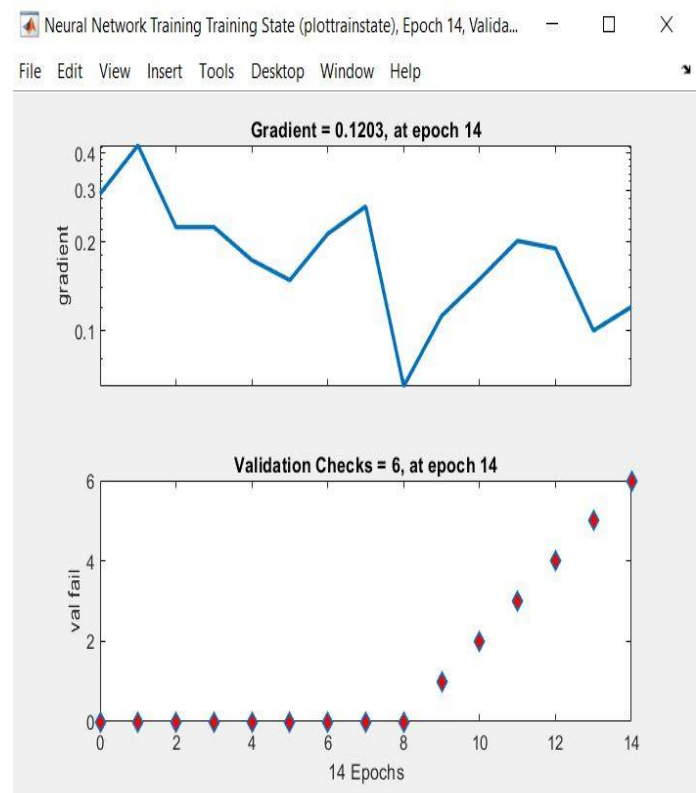 Neural Network Training Training State (plottrainstate), Epoch 14, Valida...
File Edit View Insert Tools Desktop Window Help
Gradient = 0.1203, at epoch 14
0.4
0.3
0.2
0.1
gradient
Validation Checks = 6, at epoch 14
6
4
2
0
val fail
0 2 4 6 8 10 12 14
14 Epochs